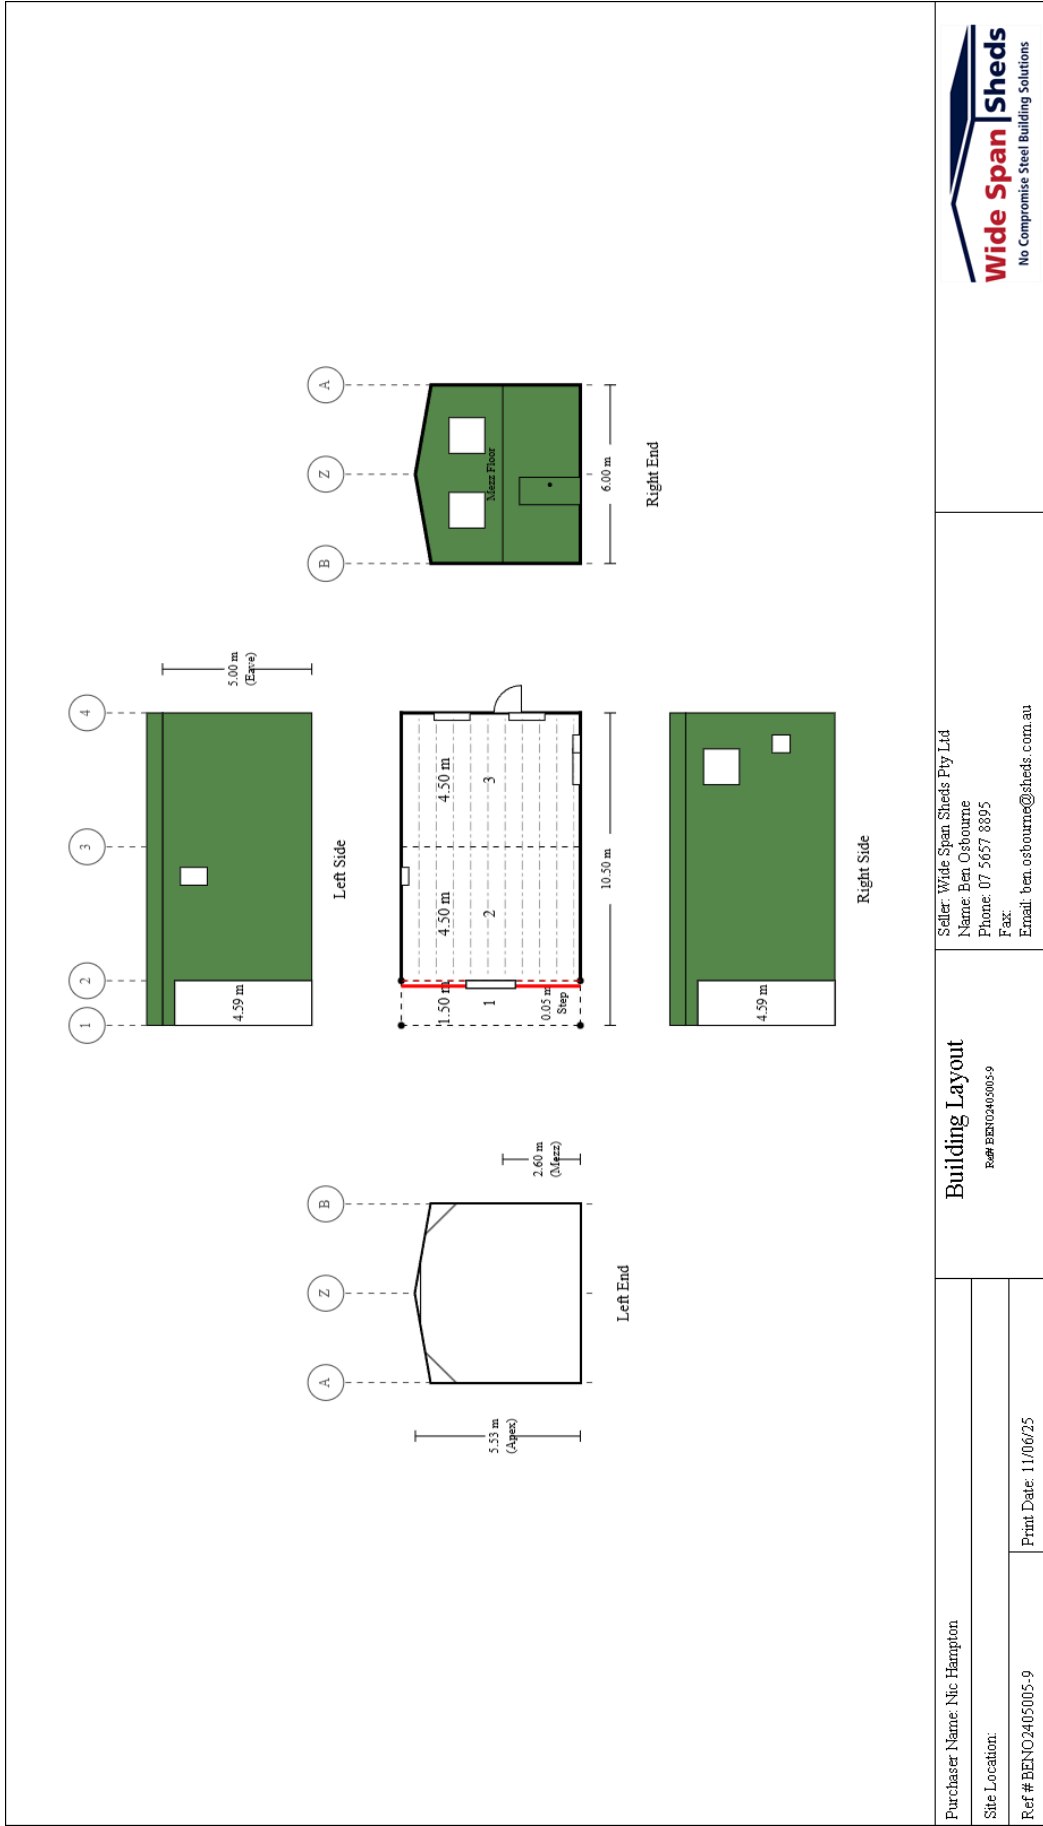 1
2
3
4
4.59 m
5.00 m
(Eave)
Left Side
A
Z
B
5.53 m
(Apex)
2.60 m
(Mezz)
Left End
1.50 m
4.50 m
4.50 m
1
2
3
0.05 m
Step
10.50 m
B
Z
A
Mezz Floor
6.00 m
Right End
4.59 m
Right Side
Purchaser Name: Nic Hampton
Site Location:
Ref # BENO2405005-9
Print Date: 11/06/25
Building Layout
Ref# BENO2405005-9
Seller: Wide Span Sheds Pty Ltd
Name: Ben Osbourne
Phone: 07 5657 8895
Fax:
Email: ben.osbourne@sheds.com.au
Wide Span Sheds
No Compromise Steel Building Solutions